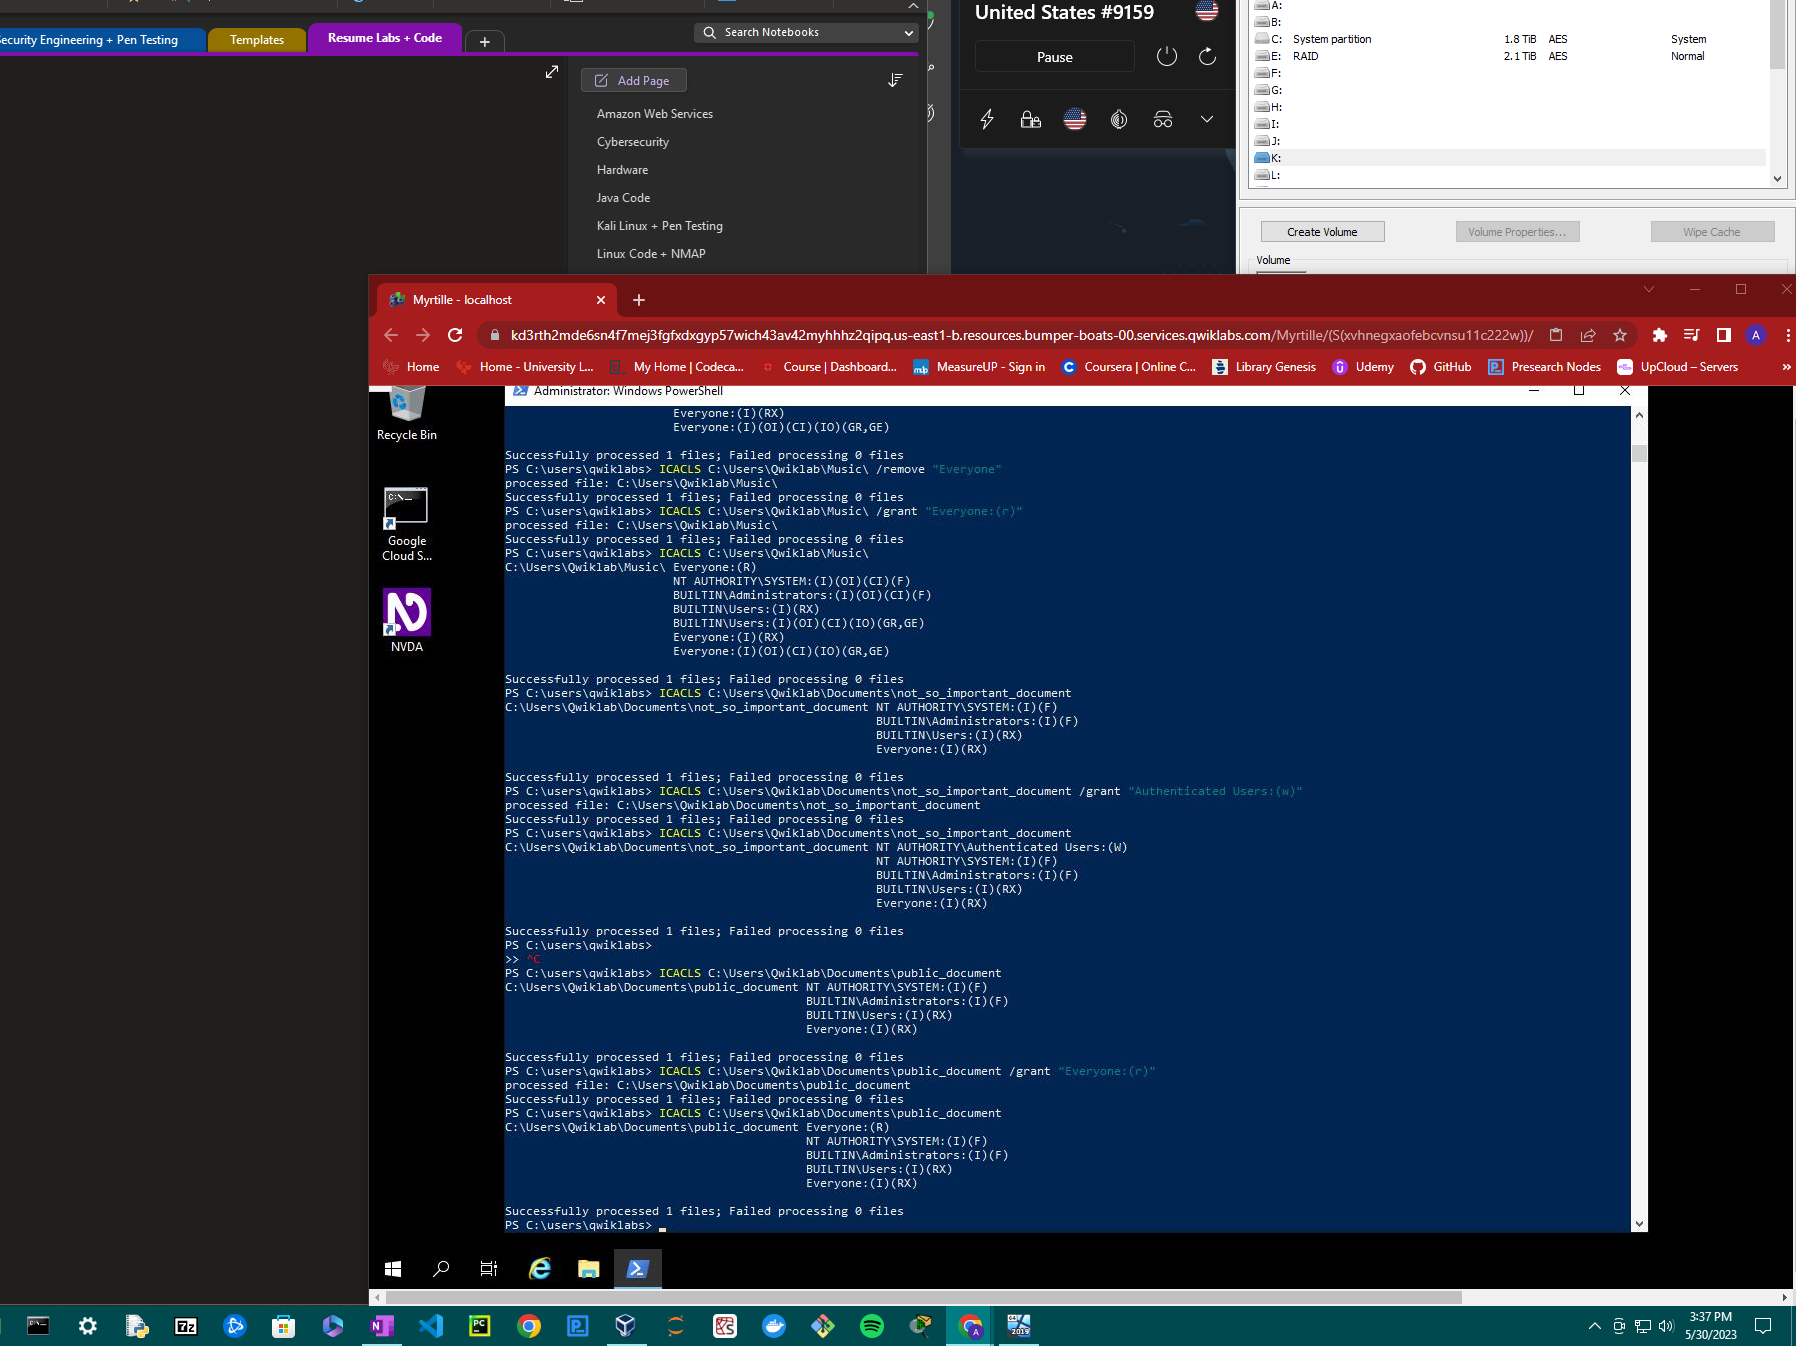 Security Engineering + Pen Testing
Templates
Resume Labs + Code
+
Search Notebooks
Add Page
Amazon Web Services
Cybersecurity
Hardware
Java Code
Kali Linux + Pen Testing
Linux Code + NMAP
United States #9159
Pause
A:
B:
C: System partition 1.8 TiB AES System
E: RAID 2.1 TiB AES Normal
F:
G:
H:
I:
J:
K:
L:
Create Volume
Volume Properties...
Wipe Cache
Volume
Myrtille - localhost
kd3rth2mde6sn4f7mej3fgfxdxgyp57wich43av42myhhhz2qipq.us-east1-b.resources.bumper-boats-00.services.qwiklabs.com/Myrtille/(S(xvhnegxaofebcvnsu11c222w))/
A
Home
Home - University L...
My Home | Codeca...
Course | Dashboard...
MeasureUP - Sign in
Coursera | Online C...
Library Genesis
Udemy
GitHub
Presearch Nodes
UpCloud – Servers
»
Recycle Bin
Google
Cloud S...
NVDA
Administrator: Windows PowerShell
Everyone:(I)(RX)
Everyone:(I)(OI)(CI)(IO)(GR,GE)
Successfully processed 1 files; Failed processing 0 files
PS C:\users\qwiklabs> ICACLS C:\Users\Qwiklab\Music\ /remove "Everyone"
processed file: C:\Users\Qwiklab\Music\
Successfully processed 1 files; Failed processing 0 files
PS C:\users\qwiklabs> ICACLS C:\Users\Qwiklab\Music\ /grant "Everyone:(r)"
processed file: C:\Users\Qwiklab\Music\
Successfully processed 1 files; Failed processing 0 files
PS C:\users\qwiklabs> ICACLS C:\Users\Qwiklab\Music\
C:\Users\Qwiklab\Music\ Everyone:(R)
NT AUTHORITY\SYSTEM:(I)(OI)(CI)(F)
BUILTIN\Administrators:(I)(OI)(CI)(F)
BUILTIN\Users:(I)(RX)
BUILTIN\Users:(I)(OI)(CI)(IO)(GR,GE)
Everyone:(I)(RX)
Everyone:(I)(OI)(CI)(IO)(GR,GE)
Successfully processed 1 files; Failed processing 0 files
PS C:\users\qwiklabs> ICACLS C:\Users\Qwiklab\Documents\not_so_important_document
C:\Users\Qwiklab\Documents\not_so_important_document NT AUTHORITY\SYSTEM:(I)(F)
BUILTIN\Administrators:(I)(F)
BUILTIN\Users:(I)(RX)
Everyone:(I)(RX)
Successfully processed 1 files; Failed processing 0 files
PS C:\users\qwiklabs> ICACLS C:\Users\Qwiklab\Documents\not_so_important_document /grant "Authenticated Users:(w)"
processed file: C:\Users\Qwiklab\Documents\not_so_important_document
Successfully processed 1 files; Failed processing 0 files
PS C:\users\qwiklabs> ICACLS C:\Users\Qwiklab\Documents\not_so_important_document
C:\Users\Qwiklab\Documents\not_so_important_document NT AUTHORITY\Authenticated Users:(W)
NT AUTHORITY\SYSTEM:(I)(F)
BUILTIN\Administrators:(I)(F)
BUILTIN\Users:(I)(RX)
Everyone:(I)(RX)
Successfully processed 1 files; Failed processing 0 files
PS C:\users\qwiklabs>
>> ^C
PS C:\users\qwiklabs> ICACLS C:\Users\Qwiklab\Documents\public_document
C:\Users\Qwiklab\Documents\public_document NT AUTHORITY\SYSTEM:(I)(F)
BUILTIN\Administrators:(I)(F)
BUILTIN\Users:(I)(RX)
Everyone:(I)(RX)
Successfully processed 1 files; Failed processing 0 files
PS C:\users\qwiklabs> ICACLS C:\Users\Qwiklab\Documents\public_document /grant "Everyone:(r)"
processed file: C:\Users\Qwiklab\Documents\public_document
Successfully processed 1 files; Failed processing 0 files
PS C:\users\qwiklabs> ICACLS C:\Users\Qwiklab\Documents\public_document
C:\Users\Qwiklab\Documents\public_document Everyone:(R)
NT AUTHORITY\SYSTEM:(I)(F)
BUILTIN\Administrators:(I)(F)
BUILTIN\Users:(I)(RX)
Everyone:(I)(RX)
Successfully processed 1 files; Failed processing 0 files
PS C:\users\qwiklabs>
3:37 PM
5/30/2023